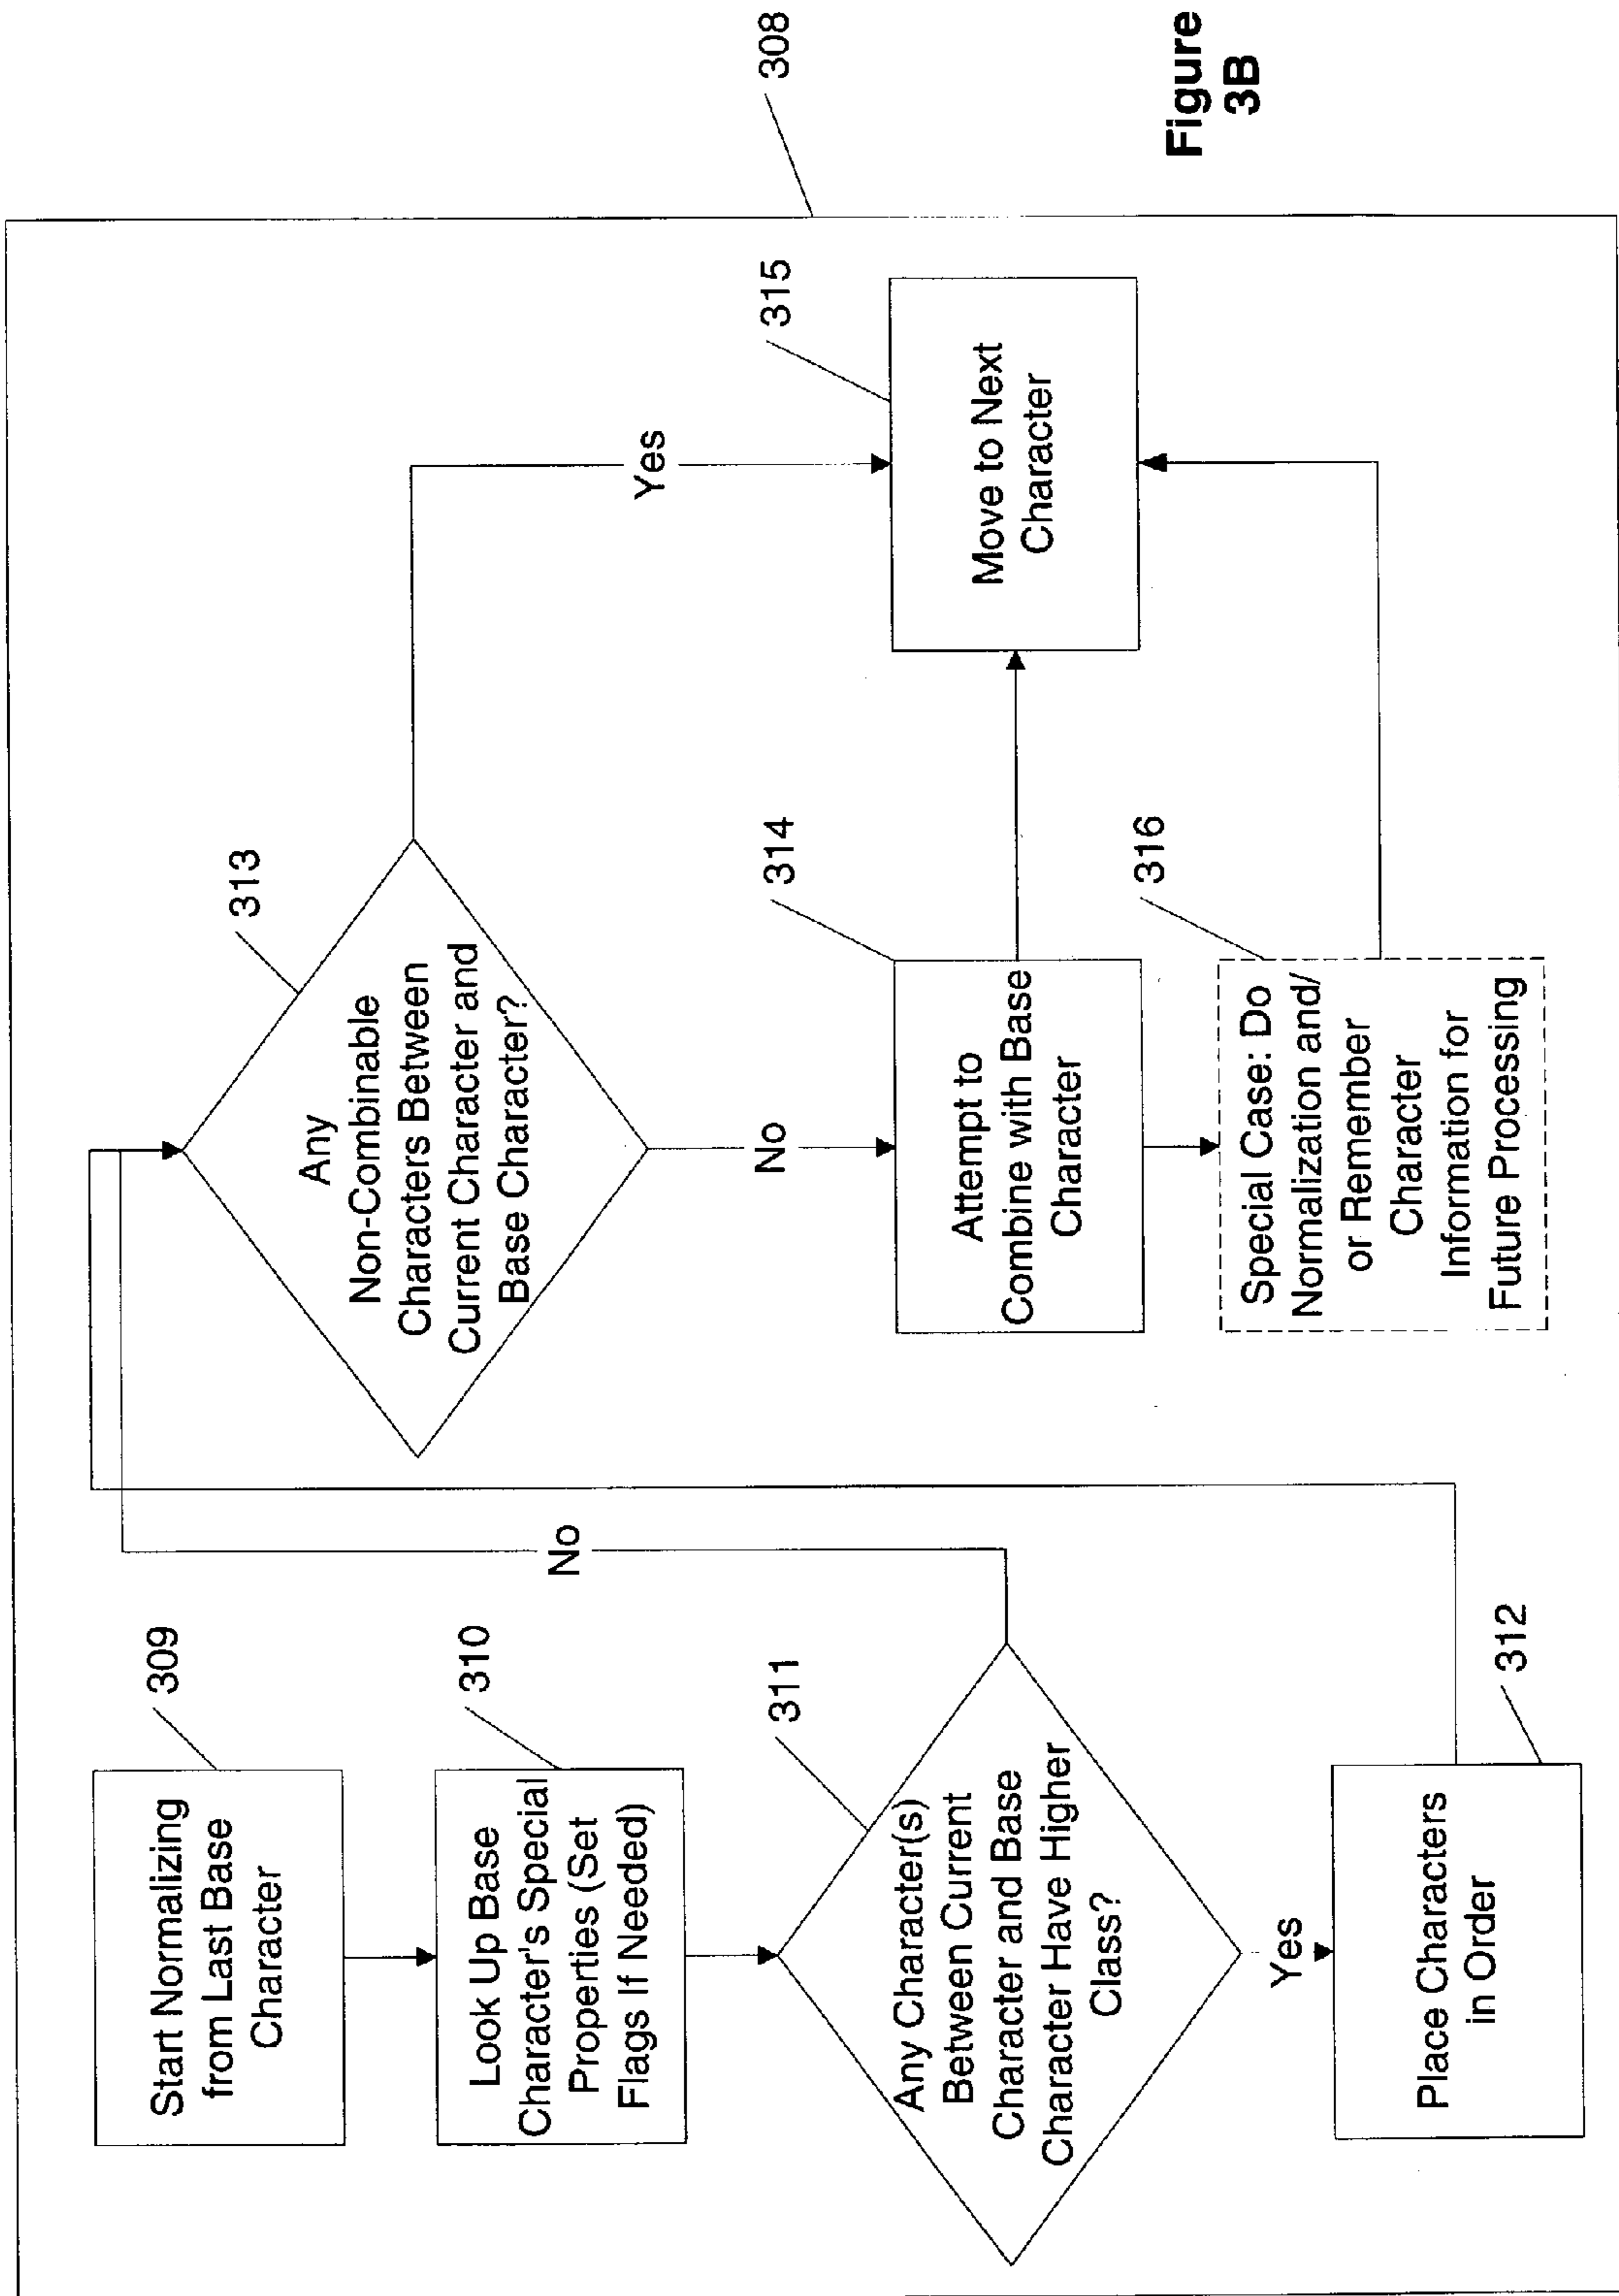 309
Start Normalizing
from Last Base
Character
310
Look Up Base
Character's Special
Properties (Set
Flags If Needed)
311
Any Character(s)
Between Current
Character and Base
Character Have Higher
Class?
No
Yes
312
Place Characters
in Order
313
Any
Non-Combinable
Characters Between
Current Character and
Base Character?
Yes
No
314
Attempt to
Combine with Base
Character
315
Move to Next
Character
316
Special Case: Do
Normalization and/
or Remember
Character
Information for
Future Processing
308
Figure
3B